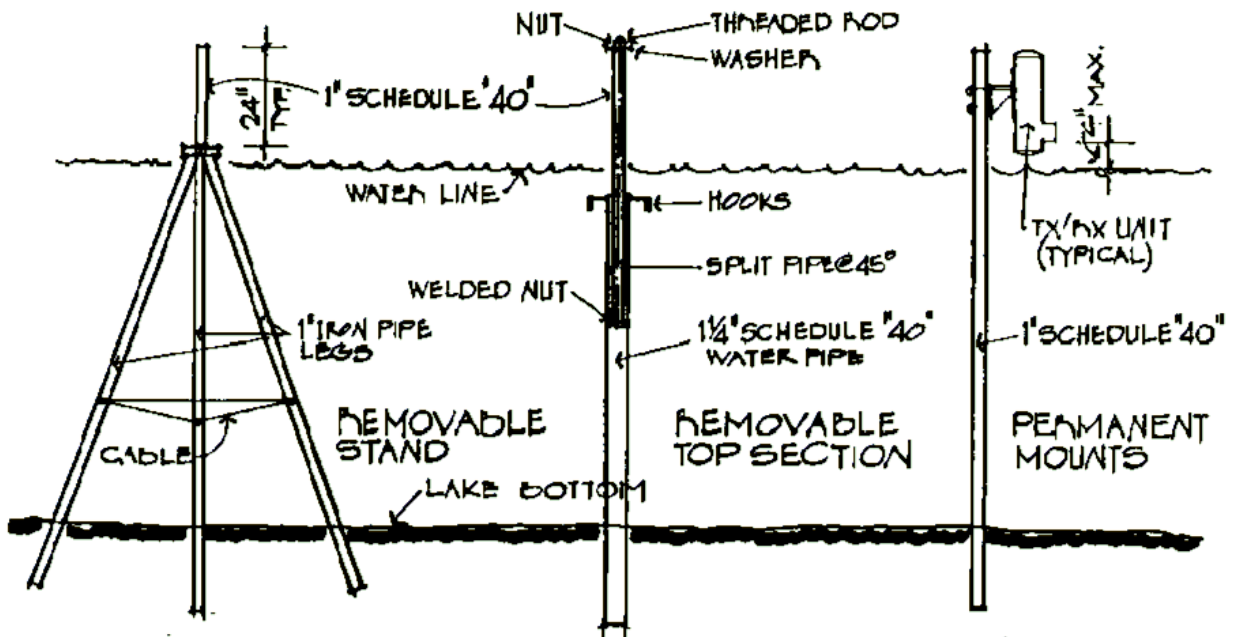 NUT
THREADED ROD
WASHER
24"
TYP.
1" SCHEDULE "40"
MAX.
WATER LINE
HOOKS
TX/RX UNIT
(TYPICAL)
SPLIT PIPE@45°
WELDED NUT
1" IRON PIPE
LEGS
1¼" SCHEDULE "40"
WATER PIPE
1" SCHEDULE "40"
CABLE
REMOVABLE
STAND
REMOVABLE
TOP SECTION
PERMANENT
MOUNTS
LAKE BOTTOM